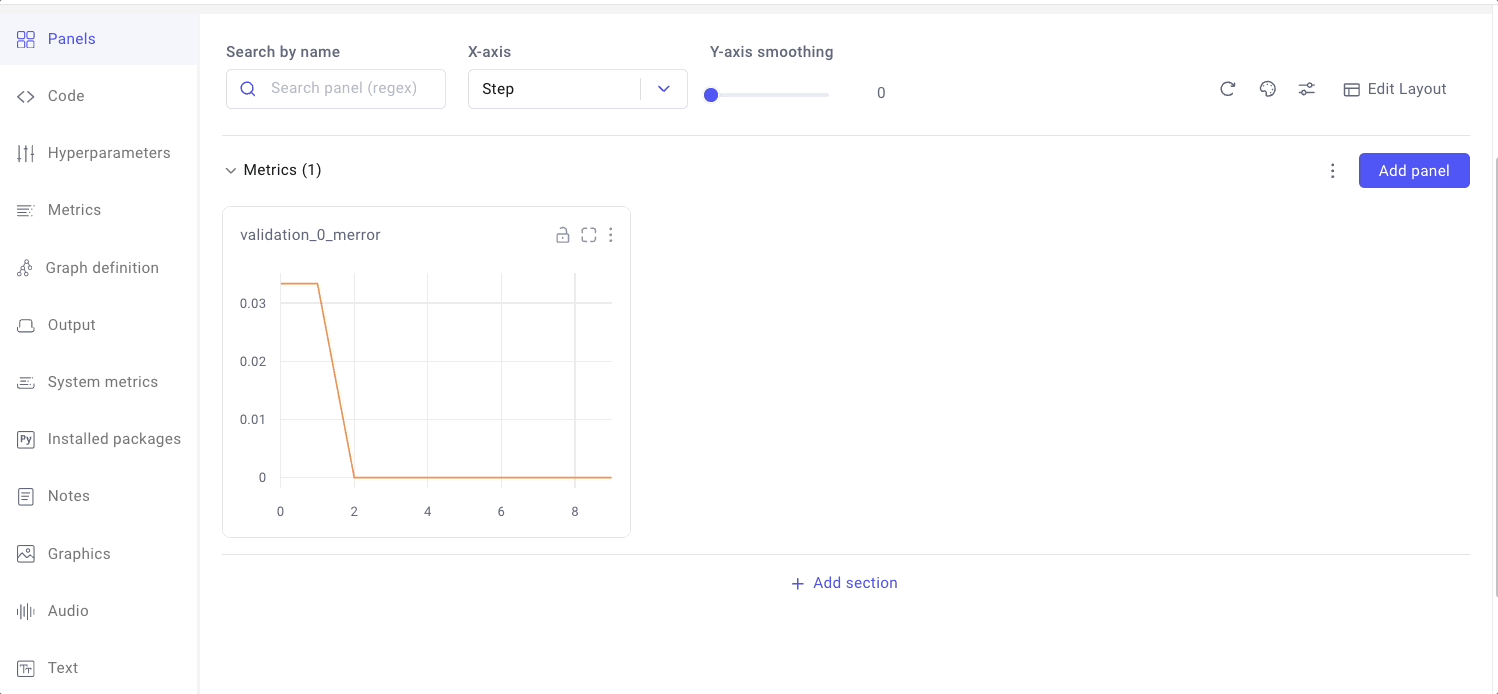 Panels
Code
Hyperparameters
Metrics
Graph definition
Output
System metrics
Py Installed packages
Notes
Graphics
Audio
Tr Text
Search by name
Search panel (regex)
X-axis
Step
Y-axis smoothing
0
Edit Layout
Metrics (1)
Add panel
validation_0_merror
0.03
0.02
0.01
0
0 2 4 6 8
Add section